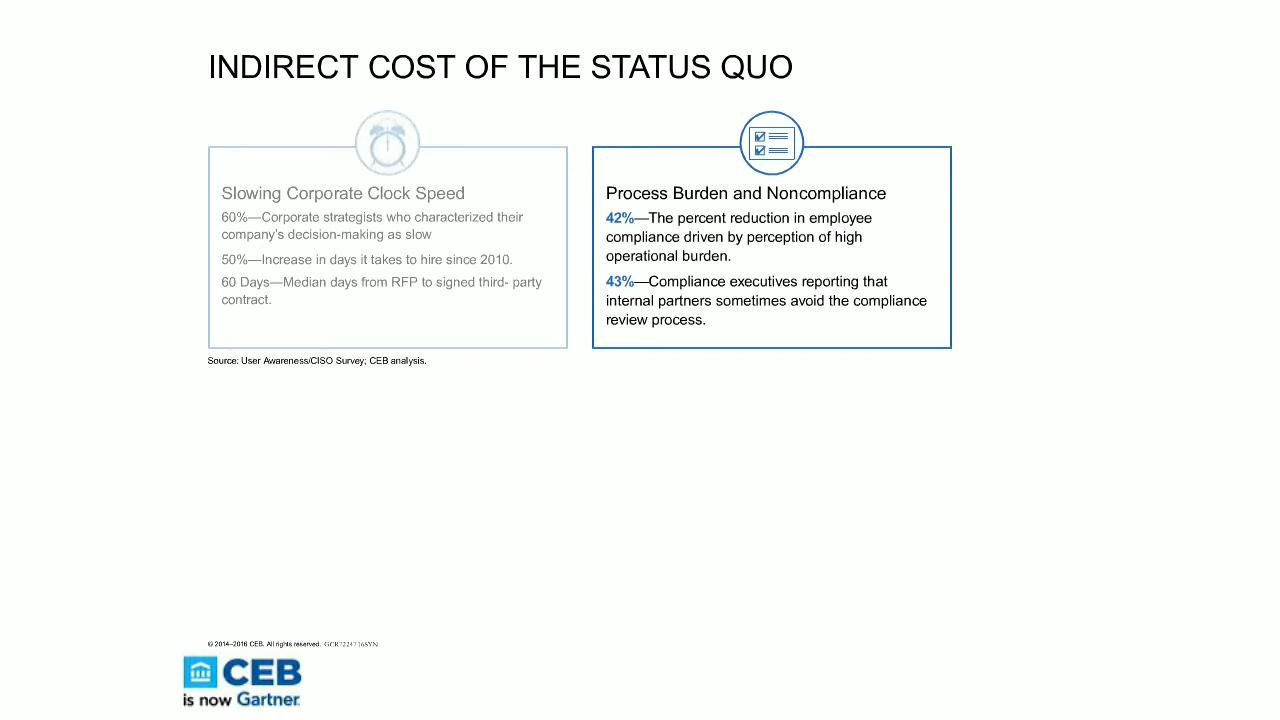 INDIRECT COST OF THE STATUS QUO
Slowing Corporate Clock Speed
60%—Corporate strategists who characterized their
company's decision-making as slow
50%—Increase in days it takes to hire since 2010.
60 Days—Median days from RFP to signed third- party
contract.
Process Burden and Noncompliance
42%—The percent reduction in employee
compliance driven by perception of high
operational burden.
43%—Compliance executives reporting that
internal partners sometimes avoid the compliance
review process.
Source: User Awareness/CISO Survey; CEB analysis.
© 2014–2016 CEB. All rights reserved.
CEB
is now Gartner